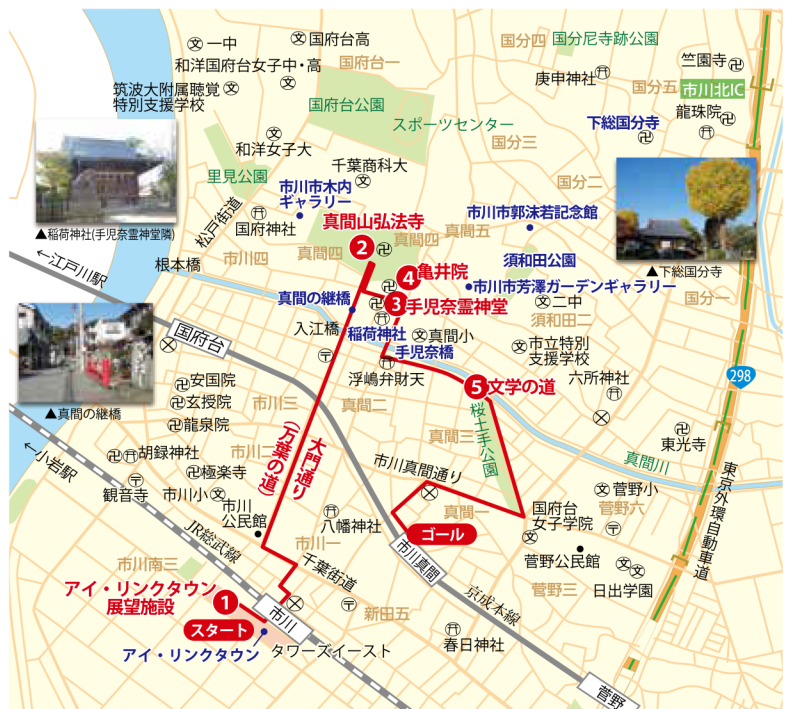 一中
国府台高
国分四
国分尼寺跡公園
和洋国府台女子中・高
国府台一
竺園寺
筑波大附属聴覚
特別支援学校
庚申神社
国分五
市川北IC
国府台公園
龍珠院
スポーツセンター
下総国分寺
国分三
和洋女子大
千葉商科大
里見公園
国分二
市川市木内
ギャラリー
▲稲荷神社(手児奈霊神堂隣)
松戸街道
国府神社
真間山弘法寺
市川市郭沫若記念館
2
真間四
真間四
真間五
須和田公園
←江戸川駅
根本橋
市川四
4
亀井院
▲下総国分寺
市川市芳澤ガーデンギャラリー
真間の継橋
3
手児奈霊神堂
二中
国分一
国府台
入江橋
稲荷神社
真間小
須和田二
手児奈橋
市立特別
支援学校
298
浮嶋弁財天
六所神社
安国院
5
文学の道
玄授院
▲真間の継橋
市川三
真間二
桜土手公園
龍泉院
真間三
東光寺
←小岩駅
大門通り
(万葉の道)
真間川
胡録神社
市川二
市川真間通り
極楽寺
観音寺
市川小
菅野小
市川
公民館
真間一
国府台
女子学院
菅野六
八幡神社
ゴール
東京外環自動車道
JR総武線
市川一
市川真間
菅野公民館
市川南三
千葉街道
京成本線
菅野三
日出学園
アイ・リンクタウン
展望施設
1
新田五
スタート
市川
春日神社
アイ・リンクタウン
タワーズイースト
菅野